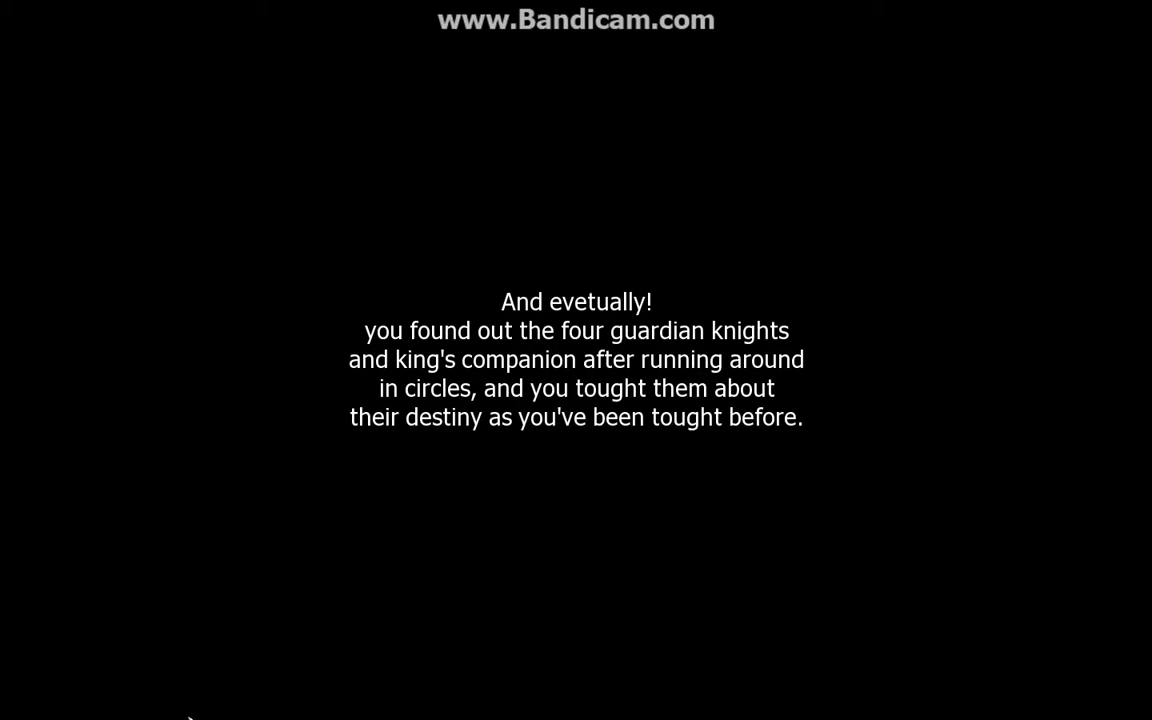 www.Bandicam.com
And evetually!
you found out the four guardian knights
and king's companion after running around
in circles, and you tought them about
their destiny as you've been tought before.